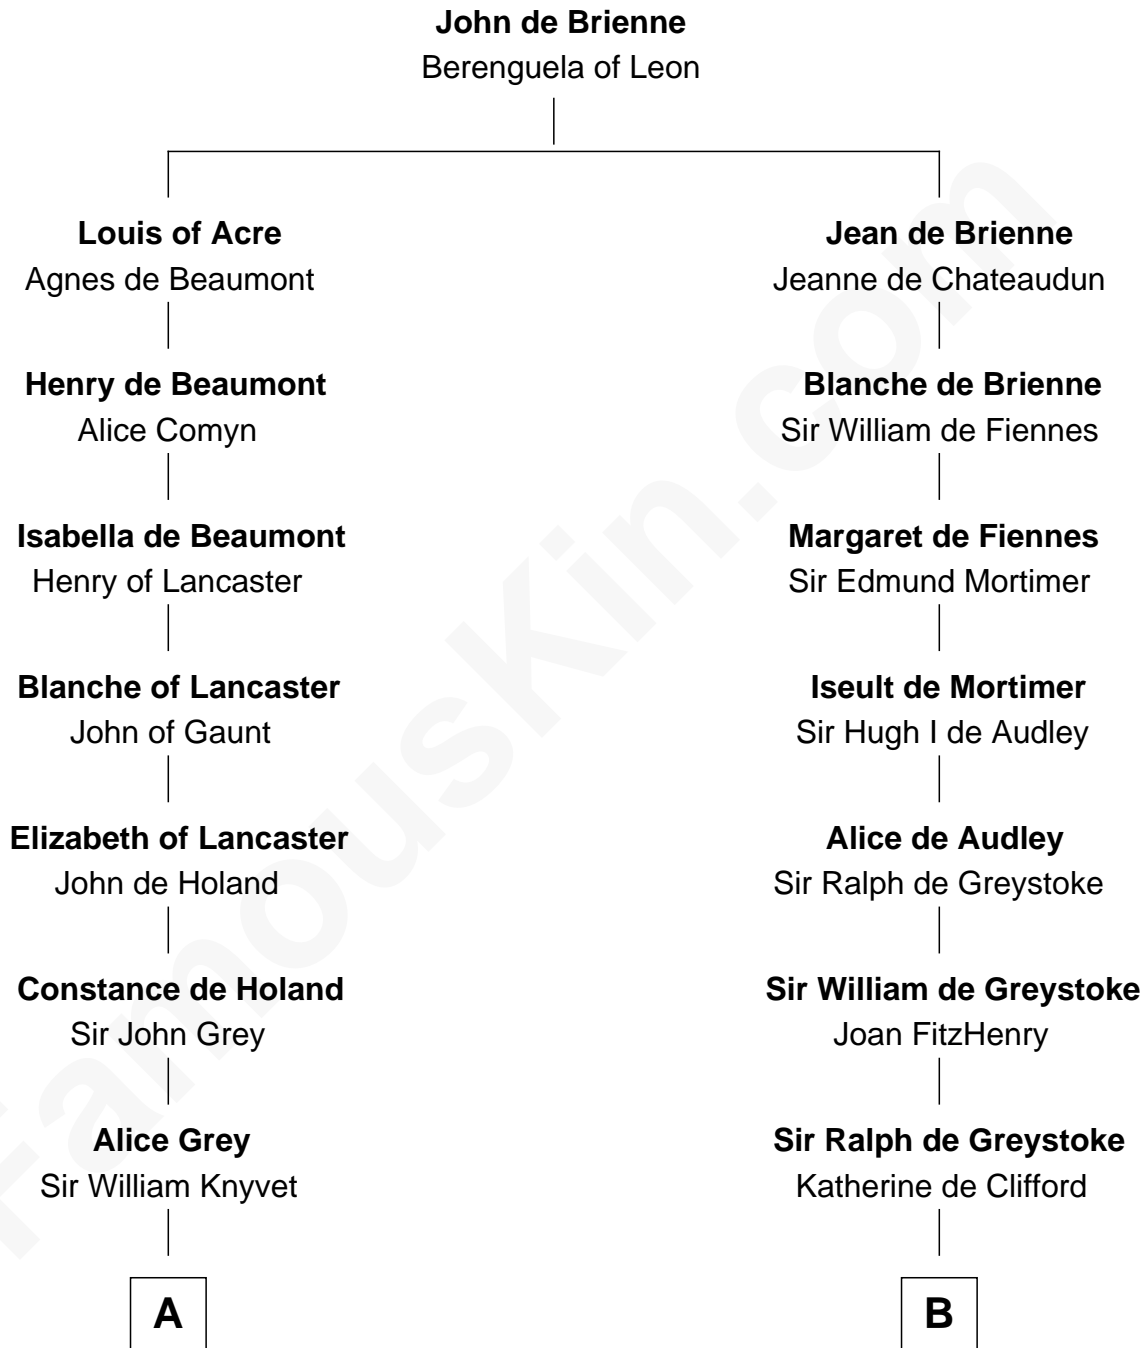 John de Brienne
Berenguela of Leon
Louis of Acre
Agnes de Beaumont
Henry de Beaumont
Alice Comyn
Isabella de Beaumont
Henry of Lancaster
Blanche of Lancaster
John of Gaunt
Elizabeth of Lancaster
John de Holand
Constance de Holand
Sir John Grey
Alice Grey
Sir William Knyvet
A
Jean de Brienne
Jeanne de Chateaudun
Blanche de Brienne
Sir William de Fiennes
Margaret de Fiennes
Sir Edmund Mortimer
Iseult de Mortimer
Sir Hugh I de Audley
Alice de Audley
Sir Ralph de Greystoke
Sir William de Greystoke
Joan FitzHenry
Sir Ralph de Greystoke
Katherine de Clifford
B
FamousKin.com